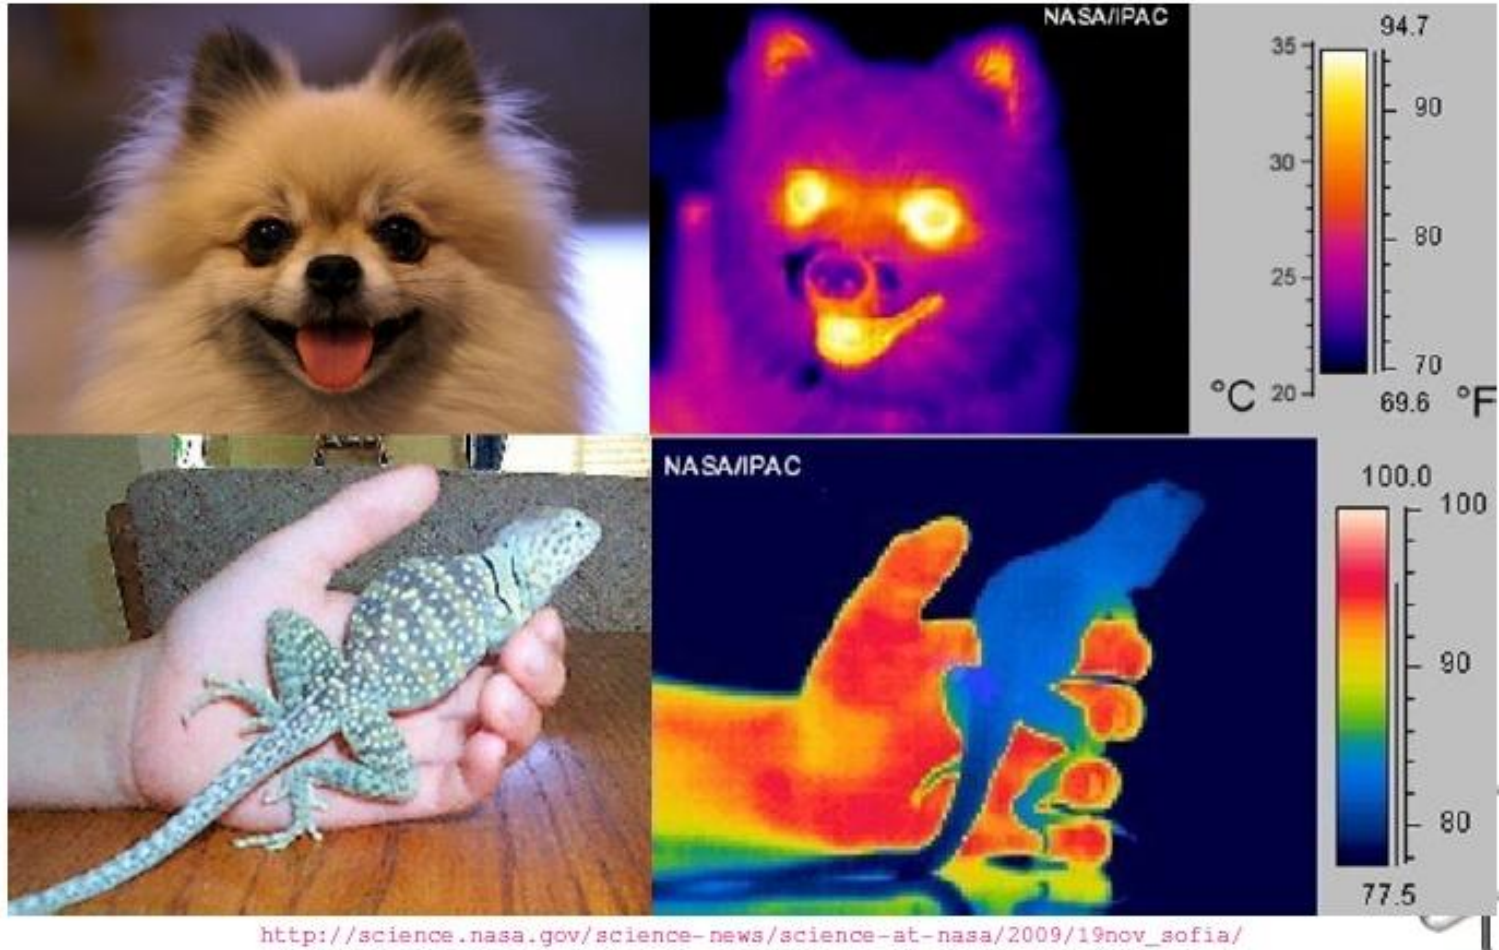 NASA/IPAC
94.7
35
90
30
80
25
70
°C
20
69.6
°F
NASA/IPAC
100.0
100
90
80
77.5
http://science.nasa.gov/science-news/science-at-nasa/2009/19nov_sofia/